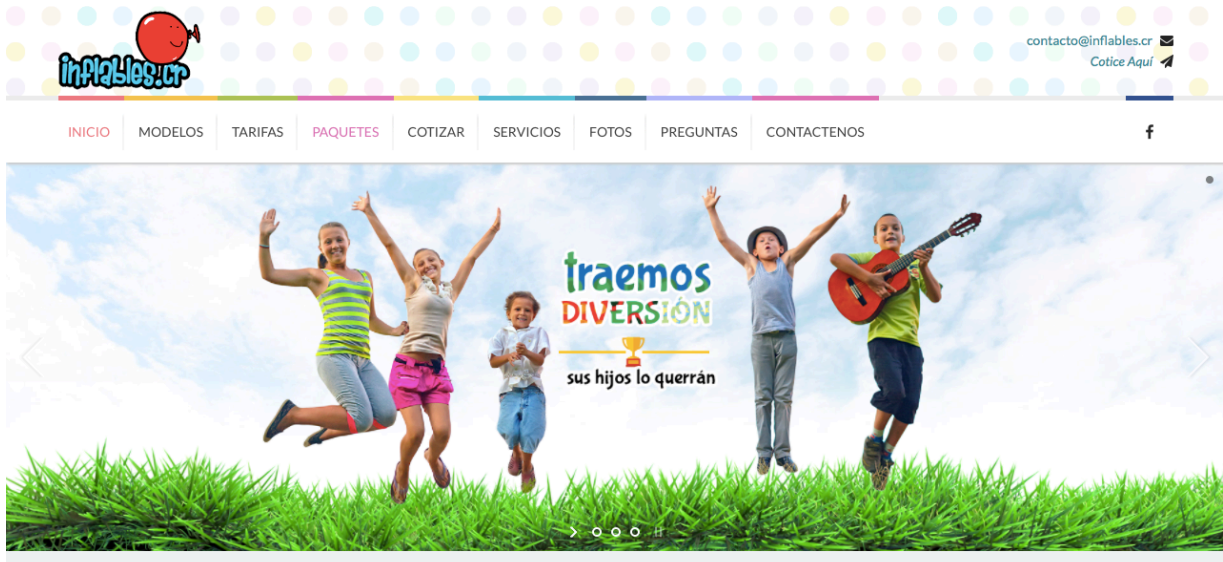 inflables.cr
contacto@inflables.cr
Cotice Aquí
INICIO
MODELOS
TARIFAS
PAQUETES
COTIZAR
SERVICIOS
FOTOS
PREGUNTAS
CONTACTENOS
traemos
DIVERSIÓN
sus hijos lo querrán